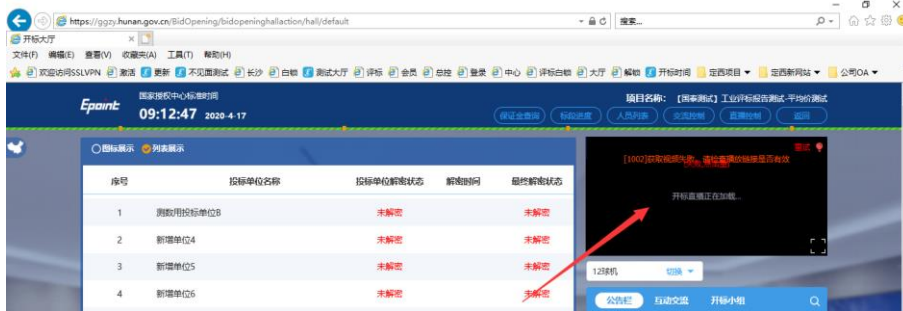 https://ggzy.hunan.gov.cn/BidOpening/bidopeninghallaction/hall/default
搜索...
开标大厅
文件(F) 编辑(E) 查看(V) 收藏夹(A) 工具(T) 帮助(H)
欢迎访问SSLVPN 激活 更新 不见面测试 长沙 白鲸 测试大厅 评标 会员 总控 登录 中心 评标白鲸 大厅 解锁 开标时间 定西项目 定西新网站 公司OA
Epoint
国家授权中心标准时间
09:12:47 2020-4-17
项目名称: 【国泰测试】工业评标报告测试-平均价测试
保证金查询 标段进度 人员列表 交流控制 直播控制 返回
图标展示 列表展示
序号 投标单位名称 投标单位解密状态 解密时间 最终解密状态
1 测数用投标单位B 未解密 未解密
2 新增单位4 未解密 未解密
3 新增单位5 未解密 未解密
4 新增单位6 未解密 未解密
[1002]获取视频失败，请检查播放链接是否有效
开标直播正在加载...
切换
公告栏 互动交流 开标小组